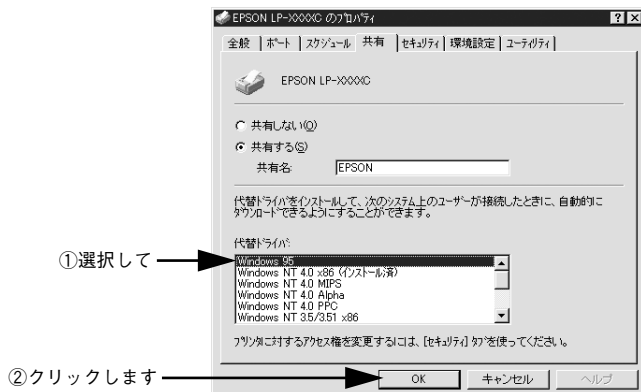 EPSON LP-XXXXC のプロパティ
全般
ポート
スケジュール
共有
セキュリティ
環境設定
ユーティリティ
EPSON LP-XXXXC
共有しない(O)
共有する(S)
共有名:
EPSON
代替ドライバをインストールして、次のシステム上のユーザーが接続したときに、自動的に
ダウンロードできるようにすることができます。
代替ドライバ:
①選択して
Windows 95
Windows NT 4.0 x86 (インストール済)
Windows NT 4.0 MIPS
Windows NT 4.0 Alpha
Windows NT 4.0 PPC
Windows NT 3.5/3.51 x86
プリンタに対するアクセス権を変更するには、[セキュリティ] タブを使ってください。
②クリックします
OK
キャンセル
ヘルプ